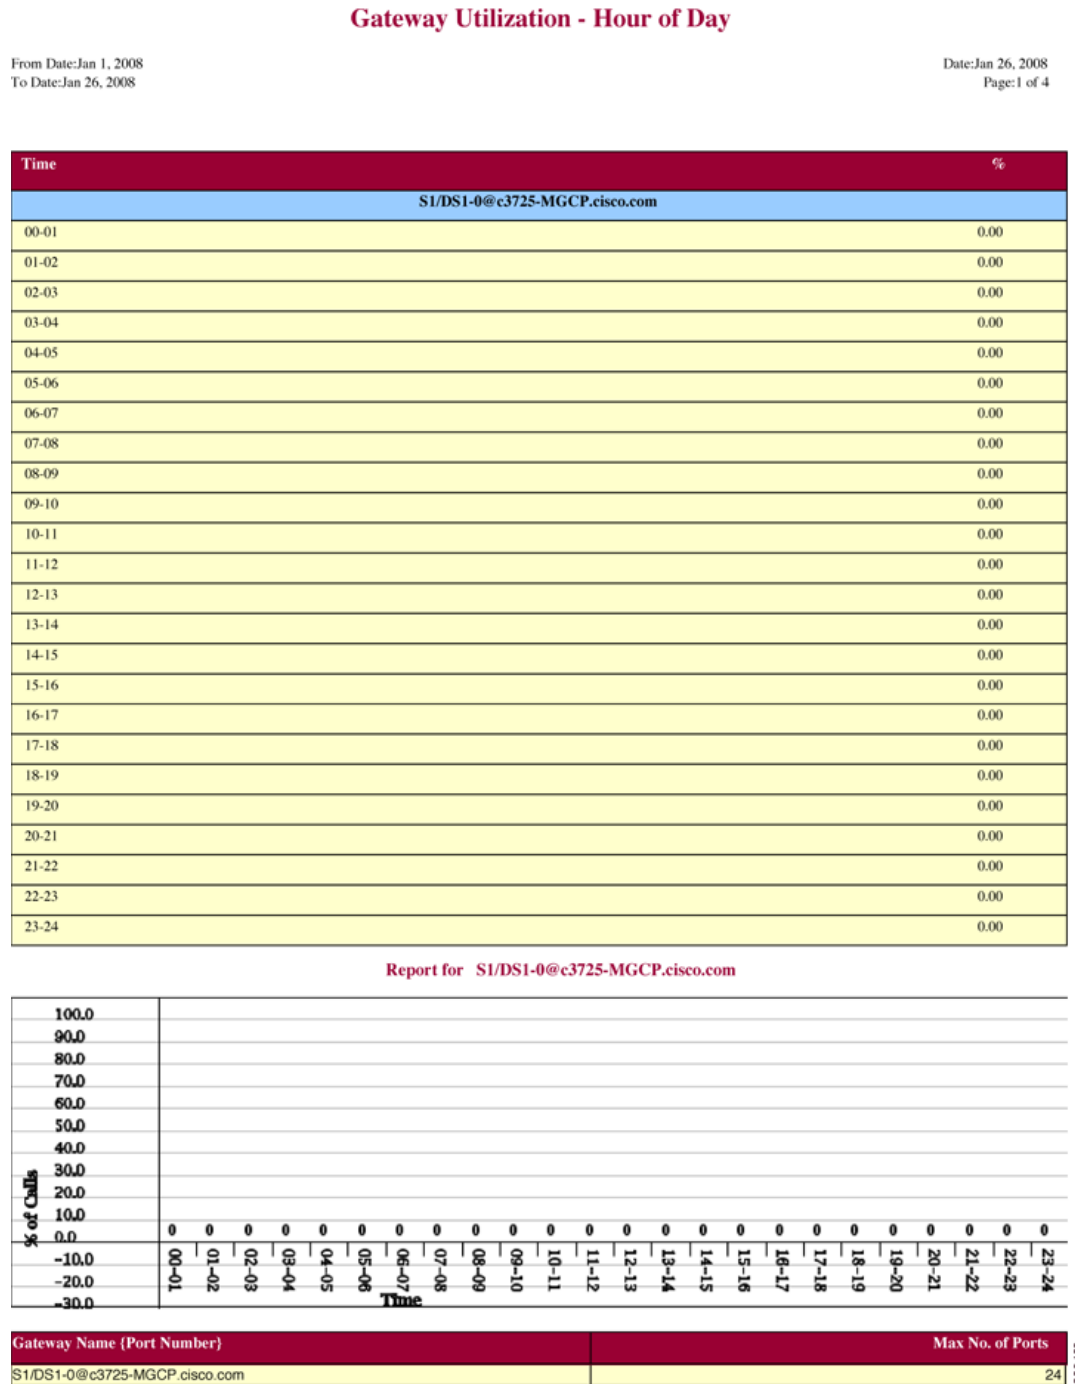 Gateway Utilization - Hour of Day
From Date:Jan 1, 2008
Date:Jan 26, 2008
To Date:Jan 26, 2008
Page:1 of 4
Time %
S1/DS1-0@c3725-MGCP.cisco.com
00-01 0.00
01-02 0.00
02-03 0.00
03-04 0.00
04-05 0.00
05-06 0.00
06-07 0.00
07-08 0.00
08-09 0.00
09-10 0.00
10-11 0.00
11-12 0.00
12-13 0.00
13-14 0.00
14-15 0.00
15-16 0.00
16-17 0.00
17-18 0.00
18-19 0.00
19-20 0.00
20-21 0.00
21-22 0.00
22-23 0.00
23-24 0.00
Report for S1/DS1-0@c3725-MGCP.cisco.com
100.0
90.0
80.0
70.0
60.0
50.0
40.0
30.0
20.0
10.0
0.0
-10.0
-20.0
-30.0
% of Calls
0 0 0 0 0 0 0 0 0 0 0 0 0 0 0 0 0 0 0 0 0 0 0 0
00-01 01-02 02-03 03-04 04-05 05-06 06-07 07-08 08-09 09-10 10-11 11-12 12-13 13-14 14-15 15-16 16-17 17-18 18-19 19-20 20-21 21-22 22-23 23-24
Time
Gateway Name {Port Number} Max No. of Ports
S1/DS1-0@c3725-MGCP.cisco.com 24